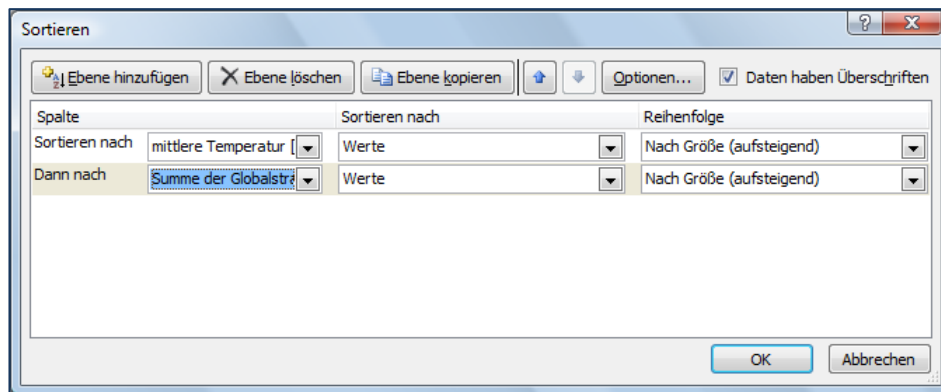 Sortieren
Ebene hinzufügen Ebene löschen Ebene kopieren Optionen... Daten haben Überschriften
Spalte Sortieren nach Reihenfolge
Sortieren nach mittlere Temperatur [ Werte Nach Größe (aufsteigend)
Dann nach Summe der Globalstra Werte Nach Größe (aufsteigend)
OK Abbrechen